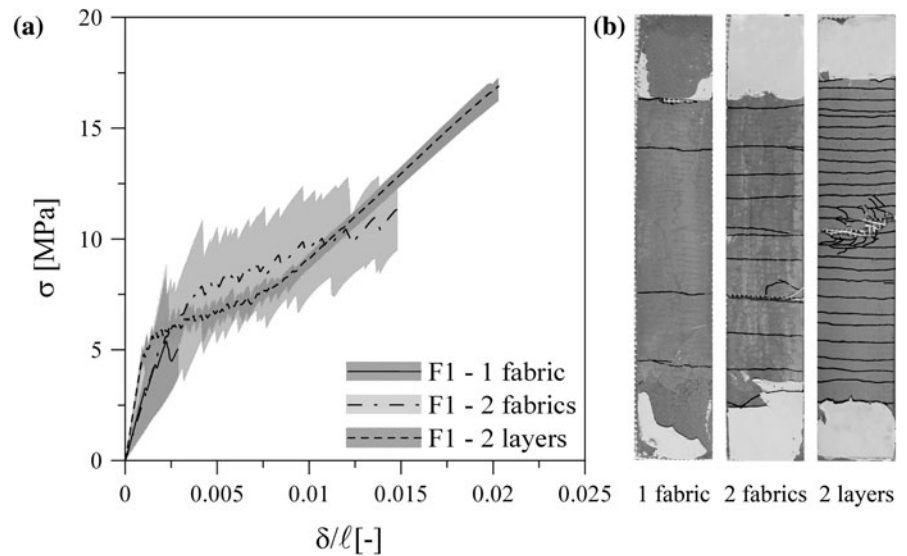 (a)
20
15
10
5
0
σ [MPa]
0
0.005
0.01
0.015
0.02
0.025
δ/ℓ[-]
F1 - 1 fabric
F1 - 2 fabrics
F1 - 2 layers
(b)
1 fabric
2 fabrics
2 layers